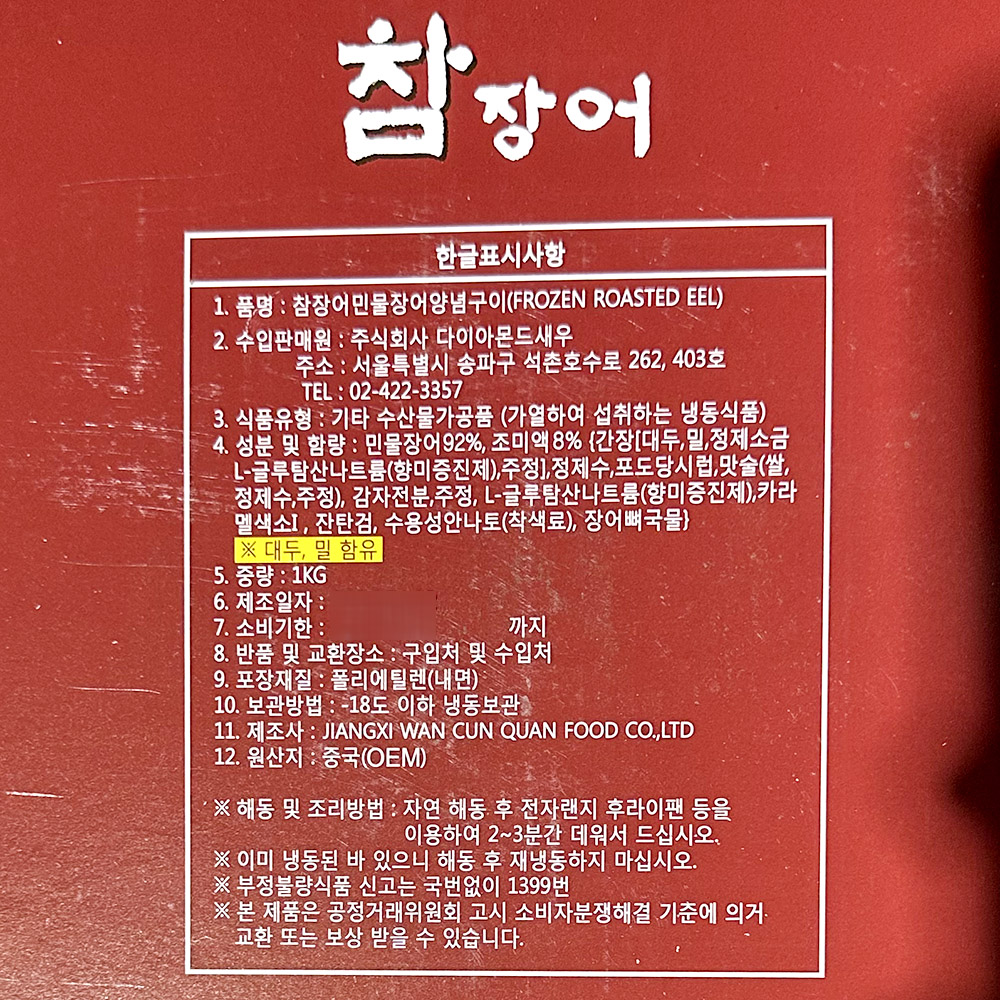 참장어
한글표시사항
1. 품명 : 참장어민물장어양념구이(FROZEN ROASTED EEL)
2. 수입판매원 : 주식회사 다이아몬드새우
주소 : 서울특별시 송파구 석촌호수로 262, 403호
TEL : 02-422-3357
3. 식품유형 : 기타 수산물가공품 (가열하여 섭취하는 냉동식품)
4. 성분 및 함량 : 민물장어92%, 조미액8% {간장[대두,밀,정제소금
L-글루탐산나트륨(향미증진제),주정],정제수,포도당시럽,맛술(쌀,
정제수,주정), 감자전분,주정, L-글루탐산나트륨(향미증진제),카라
멜색소I , 잔탄검, 수용성안나토(착색료), 장어뼈국물}
※ 대두, 밀 함유
5. 중량 : 1KG
6. 제조일자 :
7. 소비기한 : 까지
8. 반품 및 교환장소 : 구입처 및 수입처
9. 포장재질 : 폴리에틸렌(내면)
10. 보관방법 : -18도 이하 냉동보관
11. 제조사 : JIANGXI WAN CUN QUAN FOOD CO.,LTD
12. 원산지 : 중국(OEM)
※ 해동 및 조리방법 : 자연 해동 후 전자랜지 후라이팬 등을
이용하여 2~3분간 데워서 드십시오.
※ 이미 냉동된 바 있으니 해동 후 재냉동하지 마십시오.
※ 부정불량식품 신고는 국번없이 1399번
※ 본 제품은 공정거래위원회 고시 소비자분쟁해결 기준에 의거
교환 또는 보상 받을 수 있습니다.